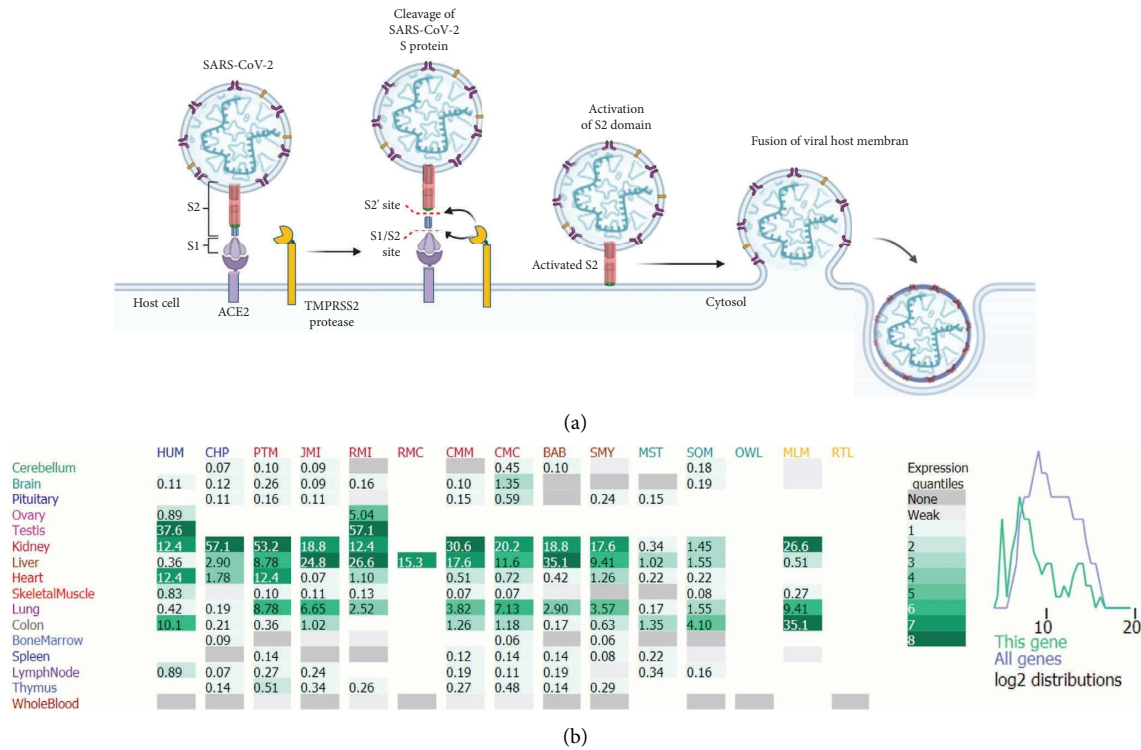 Cleavage of
SARS-CoV-2
S protein
SARS-CoV-2
Activation
of S2 domain
Fusion of viral host membran
S2
S1
S2' site
S1/S2
site
Activated S2
Host cell
ACE2
TMPRSS2
protease
Cytosol
(a)
HUM CHP PTM JMI RMI RMC CMM CMC BAB SMY MST SOM OWL MLM RTL
Cerebellum 0.07 0.10 0.09 0.45 0.10 0.18
Brain 0.11 0.12 0.26 0.09 0.16 0.10 1.35 0.19
Pituitary 0.11 0.16 0.11 0.15 0.59 0.24 0.15
Ovary 0.89 5.04
Testis 37.6 57.1
Kidney 12.4 57.1 53.2 18.8 12.4 30.6 20.2 18.8 17.6 0.34 1.45 26.6
Liver 0.36 2.90 8.78 24.8 26.6 15.3 17.6 11.6 35.1 9.41 1.02 1.55 0.51
Heart 12.4 1.78 12.4 0.07 1.10 0.51 0.72 0.42 1.26 0.22 0.22
SkeletalMuscle 0.83 0.10 0.11 0.13 0.07 0.07 0.08 0.27
Lung 0.42 0.19 8.78 6.65 2.52 3.82 7.13 2.90 3.57 0.17 1.55 9.41
Colon 10.1 0.21 0.36 1.02 1.26 1.18 0.17 0.63 1.35 4.10 35.1
BoneMarrow 0.09 0.06 0.06
Spleen 0.14 0.12 0.14 0.14 0.08 0.22
LymphNode 0.89 0.07 0.27 0.24 0.19 0.11 0.19 0.34 0.16
Thymus 0.14 0.51 0.34 0.26 0.27 0.48 0.14 0.29
WholeBlood
Expression
quantiles
None
Weak
1
2
3
4
5
6
7
8
10 20
This gene
All genes
log2 distributions
(b)